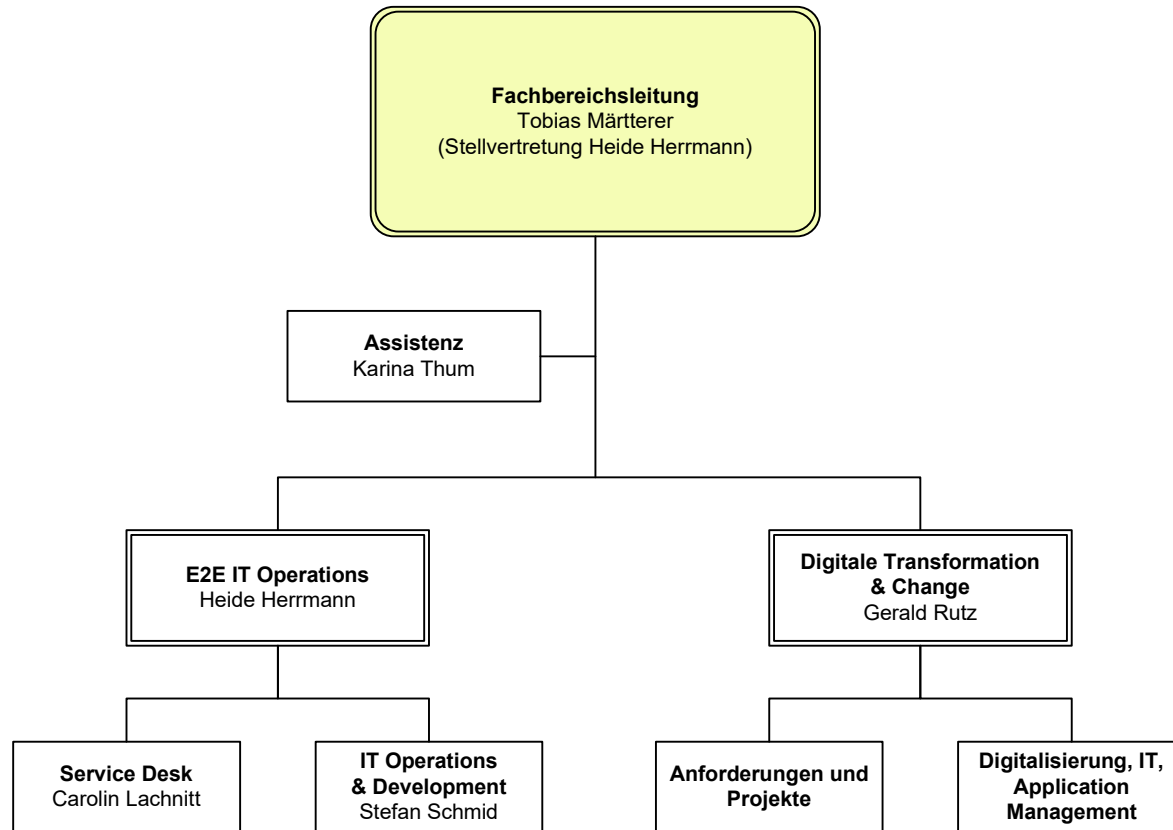 Fachbereichsleitung
Tobias Märtterer
(Stellvertretung Heide Herrmann)
Assistenz
Karina Thum
E2E IT Operations
Heide Herrmann
Digitale Transformation
& Change
Gerald Rutz
Service Desk
Carolin Lachnitt
IT Operations
& Development
Stefan Schmid
Anforderungen und
Projekte
Digitalisierung, IT,
Application
Management